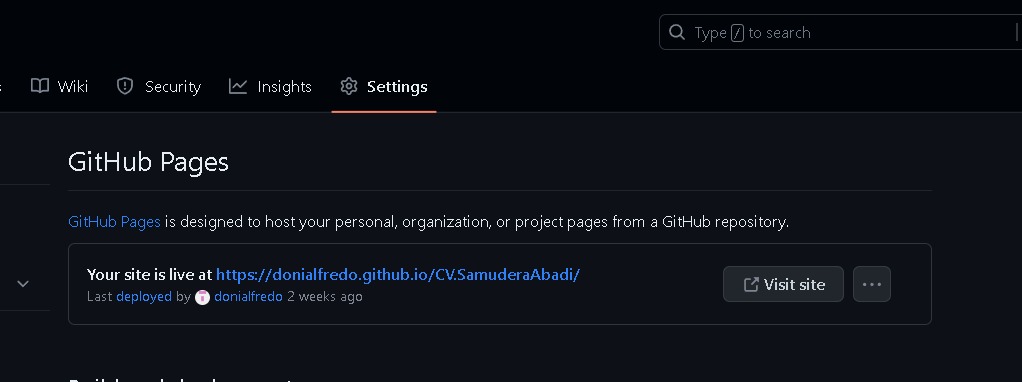 Type / to search
Wiki Security Insights Settings
GitHub Pages
GitHub Pages is designed to host your personal, organization, or project pages from a GitHub repository.
Your site is live at https://donialfredo.github.io/CV.SamuderaAbadi/
Visit site
Last deployed by donialfredo 2 weeks ago